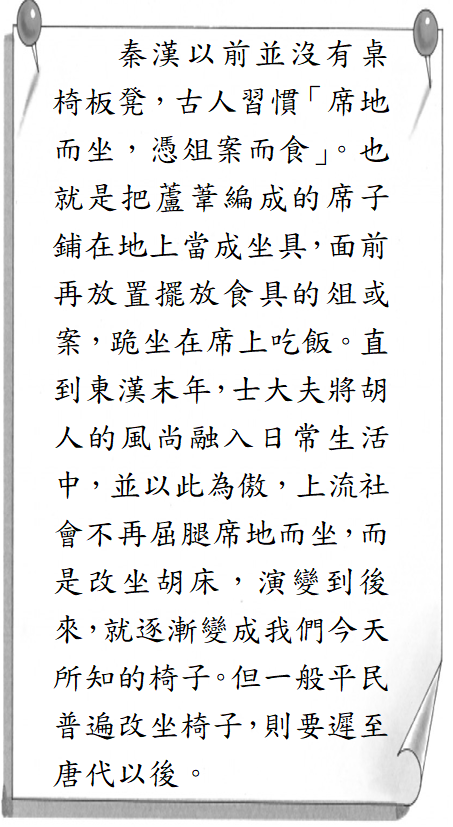 秦漢以前並沒有桌
椅板凳，古人習慣「席地
而坐，憑俎案而食」。也
就是把蘆葦編成的席子
鋪在地上當成坐具，面前
再放置擺放食具的俎或
案，跪坐在席上吃飯。直
到東漢末年，士大夫將胡
人的風尚融入日常生活
中，並以此為傲，上流社
會不再屈腿席地而坐，而
是改坐胡床，演變到後
來，就逐漸變成我們今天
所知的椅子。但一般平民
普遍改坐椅子，則要遲至
唐代以後。